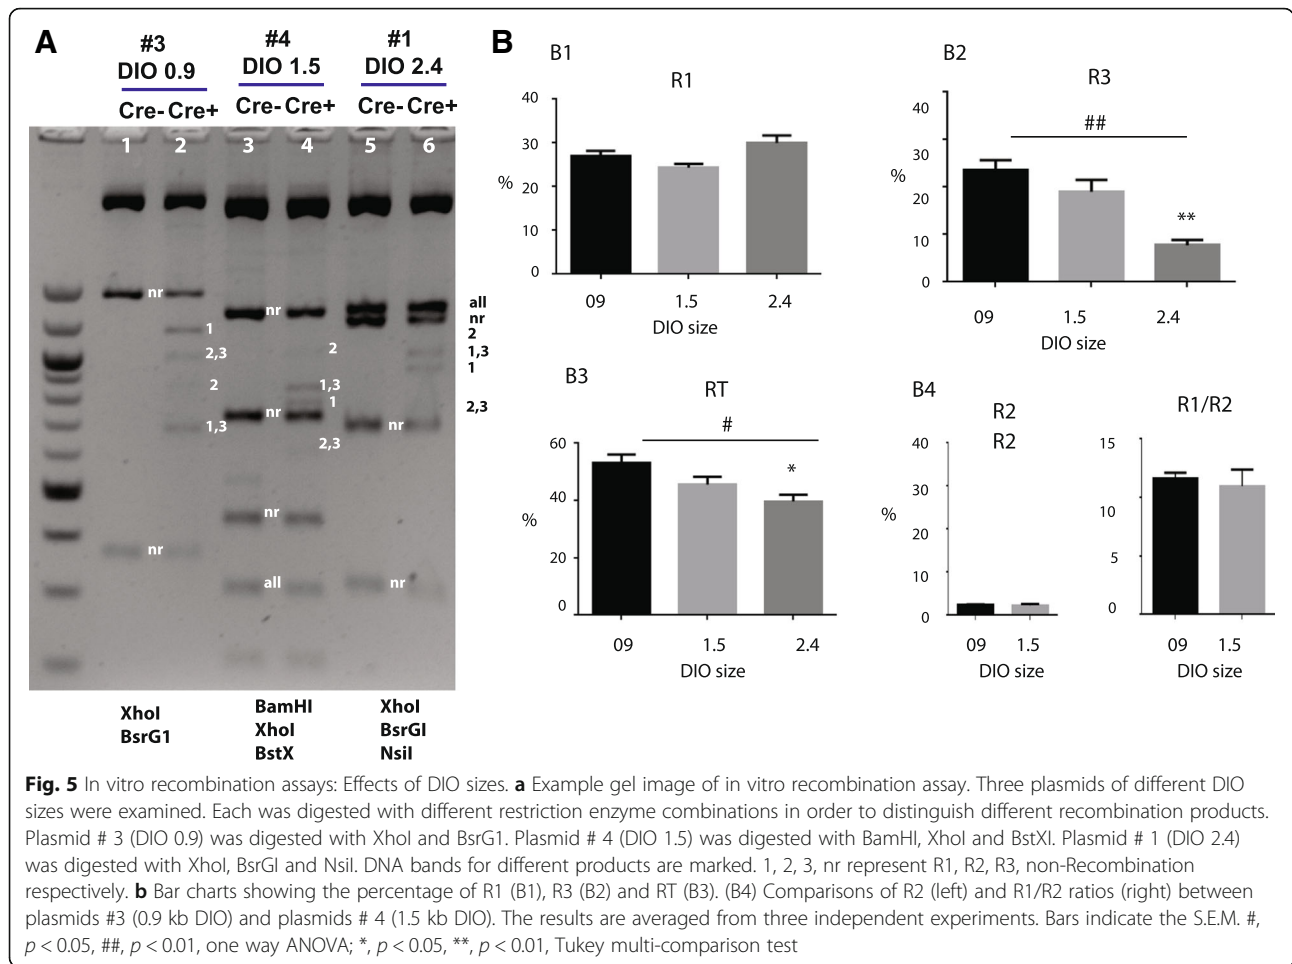 A
#3
DIO 0.9
Cre- Cre+
#4
DIO 1.5
Cre- Cre+
#1
DIO 2.4
Cre- Cre+
1 2 3 4 5 6
nr
1
2,3
2
1,3
nr
nr
2
1,3
1
nr
2,3
nr
all
nr
nr
all
nr
2
1,3
1
2,3
XhoI
BsrG1
BamHI
XhoI
BstX
XhoI
BsrGI
NsiI
B
B1
R1
40
30
20
10
0
%
09 1.5 2.4
DIO size
B2
R3
40
30
20
10
0
%
##
**
09 1.5 2.4
DIO size
B3
RT
60
40
20
0
%
#
*
09 1.5 2.4
DIO size
B4
R2
R2
40
30
20
10
0
%
09 1.5
DIO size
R1/R2
15
10
5
0
09 1.5
DIO size
Fig. 5 In vitro recombination assays: Effects of DIO sizes. a Example gel image of in vitro recombination assay. Three plasmids of different DIO
sizes were examined. Each was digested with different restriction enzyme combinations in order to distinguish different recombination products.
Plasmid # 3 (DIO 0.9) was digested with XhoI and BsrG1. Plasmid # 4 (DIO 1.5) was digested with BamHI, XhoI and BstXI. Plasmid # 1 (DIO 2.4)
was digested with XhoI, BsrGI and NsiI. DNA bands for different products are marked. 1, 2, 3, nr represent R1, R2, R3, non-Recombination
respectively. b Bar charts showing the percentage of R1 (B1), R3 (B2) and RT (B3). (B4) Comparisons of R2 (left) and R1/R2 ratios (right) between
plasmids #3 (0.9 kb DIO) and plasmids # 4 (1.5 kb DIO). The results are averaged from three independent experiments. Bars indicate the S.E.M. #,
p < 0.05, ##, p < 0.01, one way ANOVA; *, p < 0.05, **, p < 0.01, Tukey multi-comparison test